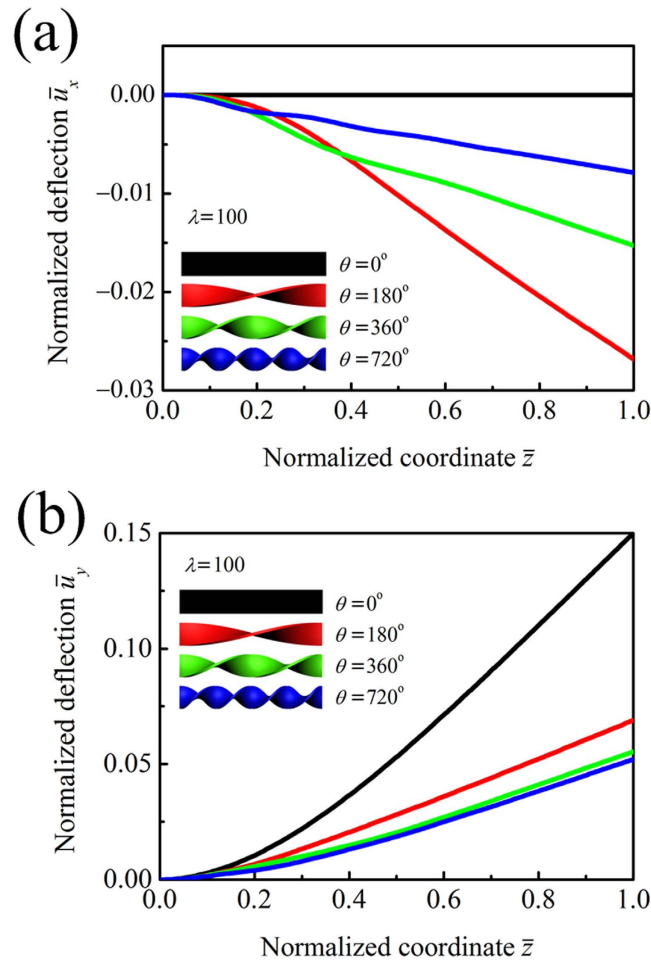 (a)
Normalized deflection ūₓ
0.00
−0.01
−0.02
−0.03
λ=100
θ=0°
θ=180°
θ=360°
θ=720°
0.0 0.2 0.4 0.6 0.8 1.0
Normalized coordinate z̄
(b)
Normalized deflection ū_y
0.15
0.10
0.05
0.00
λ=100
θ=0°
θ=180°
θ=360°
θ=720°
0.0 0.2 0.4 0.6 0.8 1.0
Normalized coordinate z̄